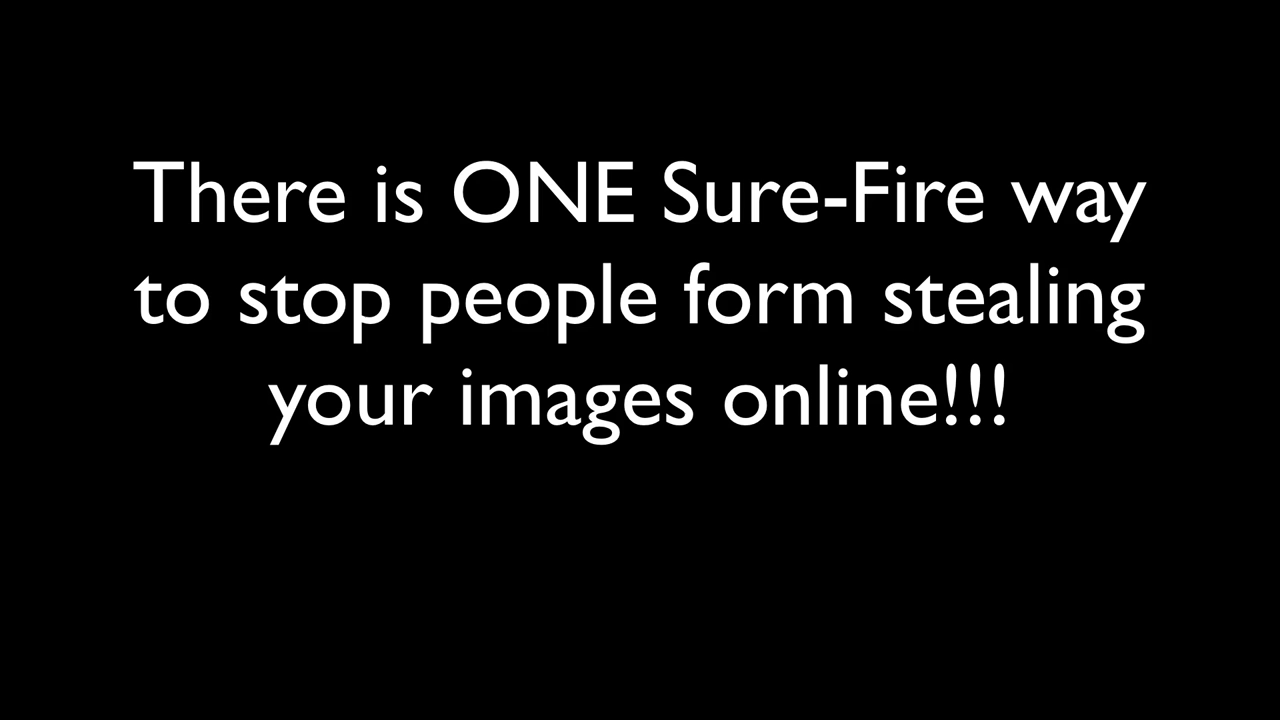 There is ONE Sure-Fire way
to stop people form stealing
your images online!!!